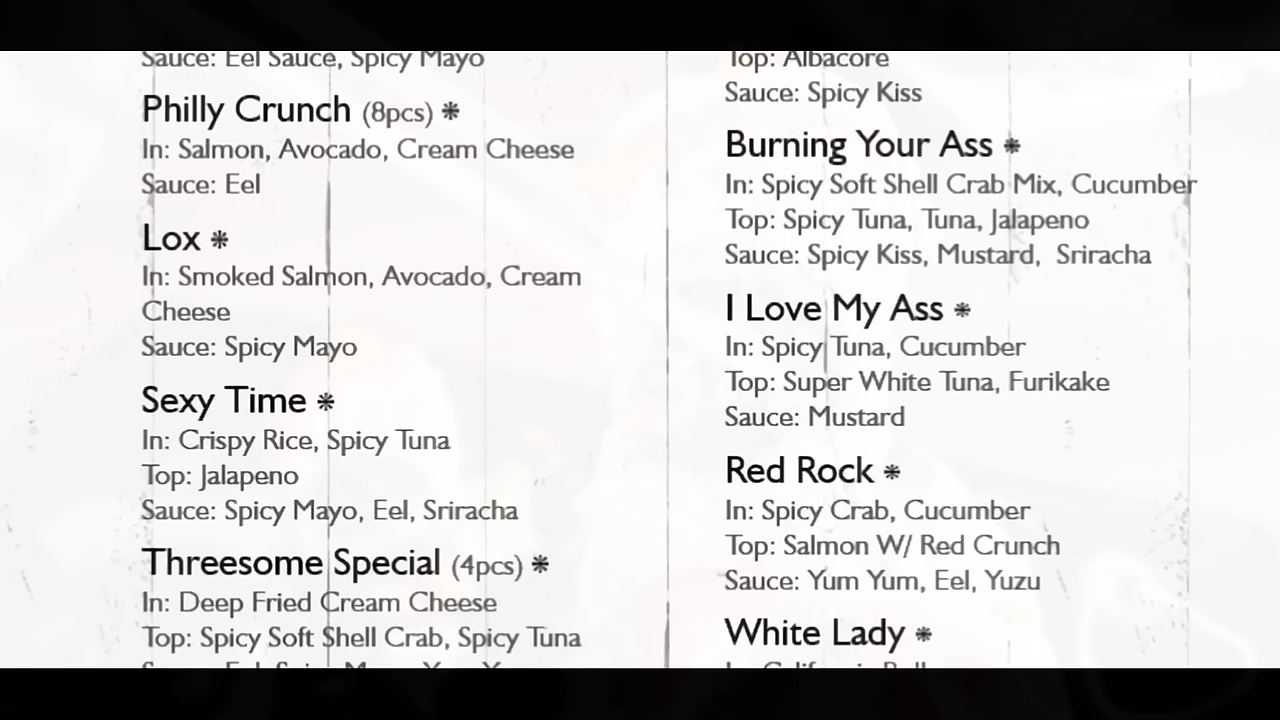 Sauce: Eel Sauce, Spicy Mayo
Philly Crunch (8pcs) *
In: Salmon, Avocado, Cream Cheese
Sauce: Eel
Lox *
In: Smoked Salmon, Avocado, Cream
Cheese
Sauce: Spicy Mayo
Sexy Time *
In: Crispy Rice, Spicy Tuna
Top: Jalapeno
Sauce: Spicy Mayo, Eel, Sriracha
Threesome Special (4pcs) *
In: Deep Fried Cream Cheese
Top: Spicy Soft Shell Crab, Spicy Tuna
Top: Albacore
Sauce: Spicy Kiss
Burning Your Ass *
In: Spicy Soft Shell Crab Mix, Cucumber
Top: Spicy Tuna, Tuna, Jalapeno
Sauce: Spicy Kiss, Mustard, Sriracha
I Love My Ass *
In: Spicy Tuna, Cucumber
Top: Super White Tuna, Furikake
Sauce: Mustard
Red Rock *
In: Spicy Crab, Cucumber
Top: Salmon W/ Red Crunch
Sauce: Yum Yum, Eel, Yuzu
White Lady *